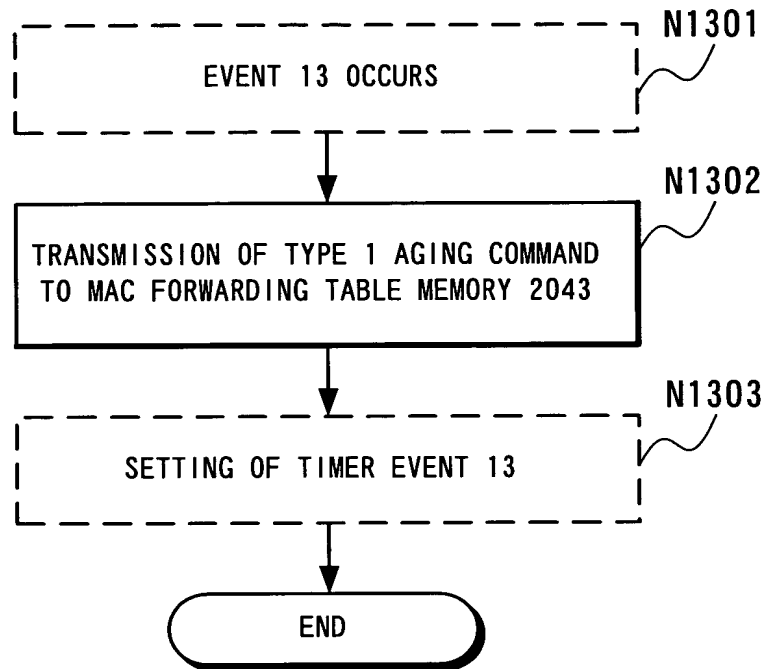 N1301
EVENT 13 OCCURS
N1302
TRANSMISSION OF TYPE 1 AGING COMMAND
TO MAC FORWARDING TABLE MEMORY 2043
N1303
SETTING OF TIMER EVENT 13
END